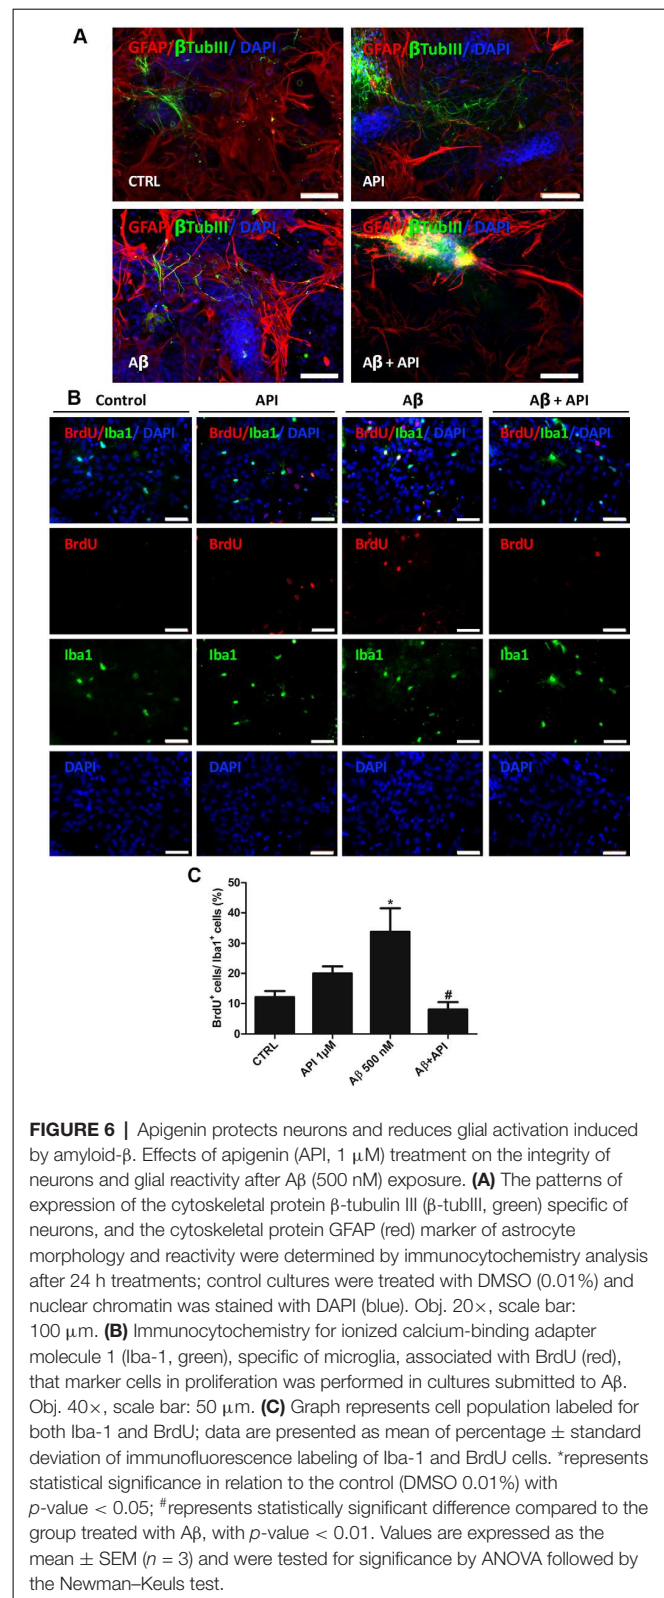 A
GFAP/βTubIII/ DAPI
CTRL
GFAP/βTubIII/ DAPI
API
GFAP/βTubIII/ DAPI
Aβ
GFAP/βTubIII/ DAPI
Aβ + API
B
Control API Aβ Aβ + API
BrdU/Iba1/ DAPI BrdU/Iba1/ DAPI BrdU/Iba1/ DAPI BrdU/Iba1/ DAPI
BrdU BrdU BrdU BrdU
Iba1 Iba1 Iba1 Iba1
DAPI DAPI DAPI DAPI
C
BrdU⁺ cells/ Iba1⁺ cells (%)
50
40
30
20
10
0
*
#
CTRL
API 1µM
Aβ 500 nM
Aβ+API
FIGURE 6 | Apigenin protects neurons and reduces glial activation induced
by amyloid-β. Effects of apigenin (API, 1 μM) treatment on the integrity of
neurons and glial reactivity after Aβ (500 nM) exposure. (A) The patterns of
expression of the cytoskeletal protein β-tubulin III (β-tubIII, green) specific of
neurons, and the cytoskeletal protein GFAP (red) marker of astrocyte
morphology and reactivity were determined by immunocytochemistry analysis
after 24 h treatments; control cultures were treated with DMSO (0.01%) and
nuclear chromatin was stained with DAPI (blue). Obj. 20×, scale bar:
100 μm. (B) Immunocytochemistry for ionized calcium-binding adapter
molecule 1 (Iba-1, green), specific of microglia, associated with BrdU (red),
that marker cells in proliferation was performed in cultures submitted to Aβ.
Obj. 40×, scale bar: 50 μm. (C) Graph represents cell population labeled for
both Iba-1 and BrdU; data are presented as mean of percentage ± standard
deviation of immunofluorescence labeling of Iba-1 and BrdU cells. *represents
statistical significance in relation to the control (DMSO 0.01%) with
p-value < 0.05; #represents statistically significant difference compared to the
group treated with Aβ, with p-value < 0.01. Values are expressed as the
mean ± SEM (n = 3) and were tested for significance by ANOVA followed by
the Newman–Keuls test.